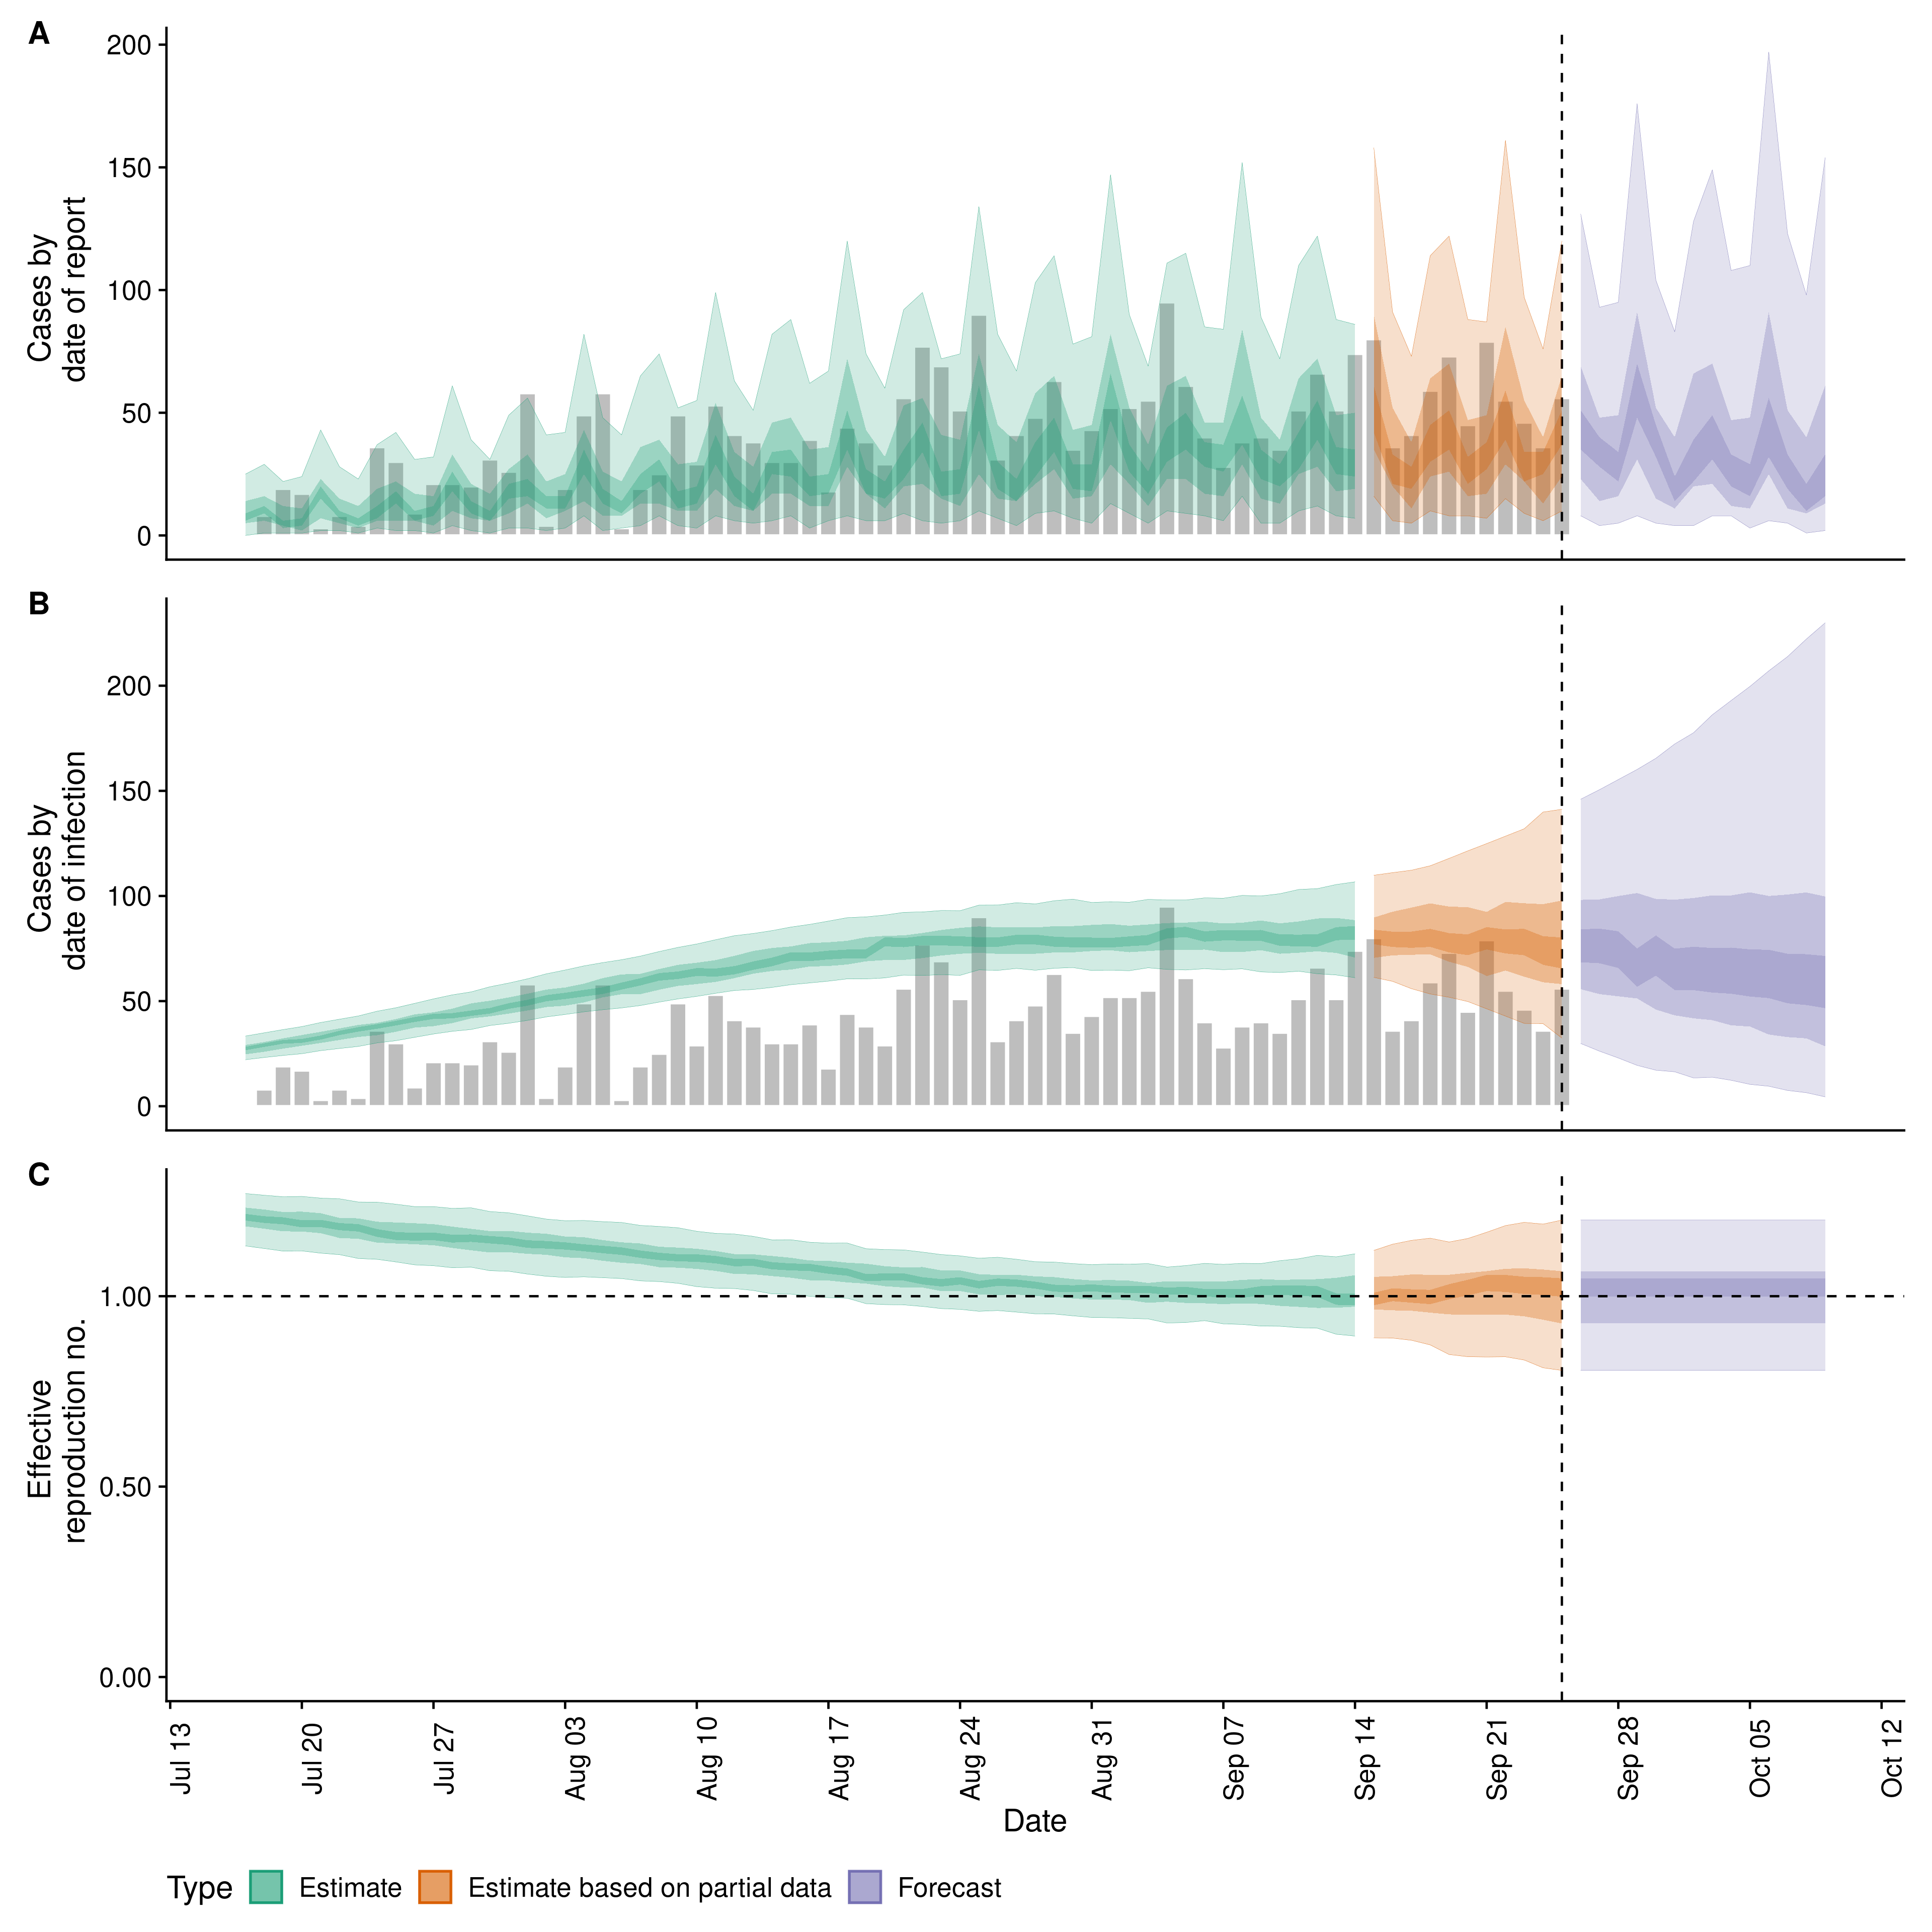 A
Cases by
date of report
200
150
100
50
0
B
Cases by
date of infection
200
150
100
50
0
C
Effective
reproduction no.
1.00
0.50
0.00
Jul 13
Jul 20
Jul 27
Aug 03
Aug 10
Aug 17
Aug 24
Aug 31
Sep 07
Sep 14
Sep 21
Sep 28
Oct 05
Oct 12
Date
Type Estimate Estimate based on partial data Forecast